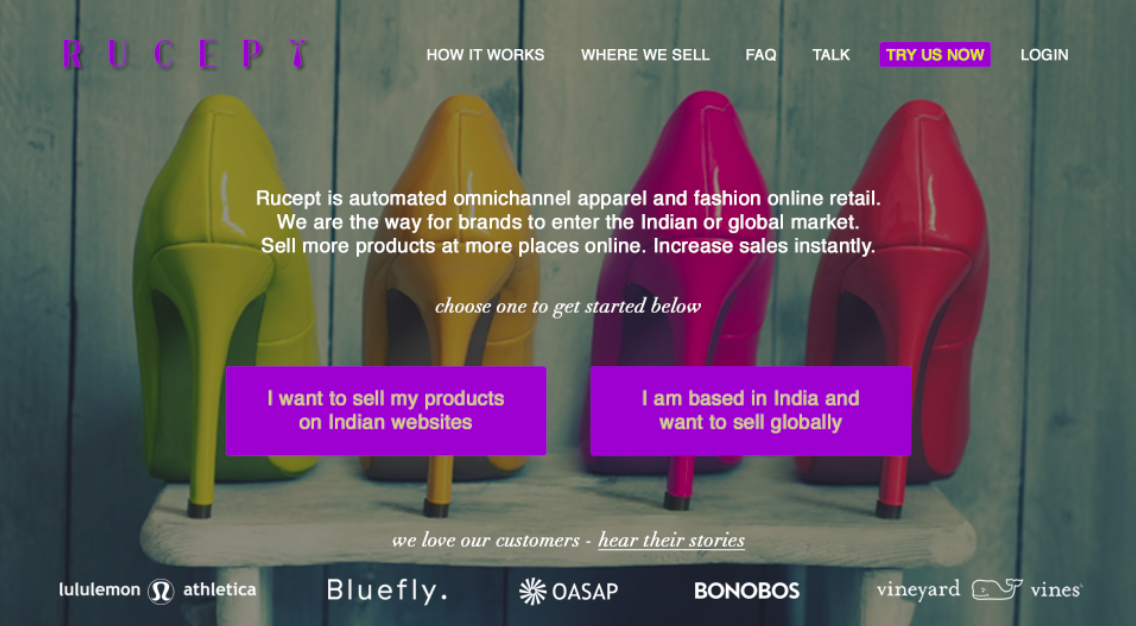 RUCEPT
HOW IT WORKS
WHERE WE SELL
FAQ
TALK
TRY US NOW
LOGIN
Rucept is automated omnichannel apparel and fashion online retail.
We are the way for brands to enter the Indian or global market.
Sell more products at more places online. Increase sales instantly.
choose one to get started below
I want to sell my products
on Indian websites
I am based in India and
want to sell globally
we love our customers - hear their stories
lululemon athletica
Bluefly.
OASAP
BONOBOS
vineyard vines